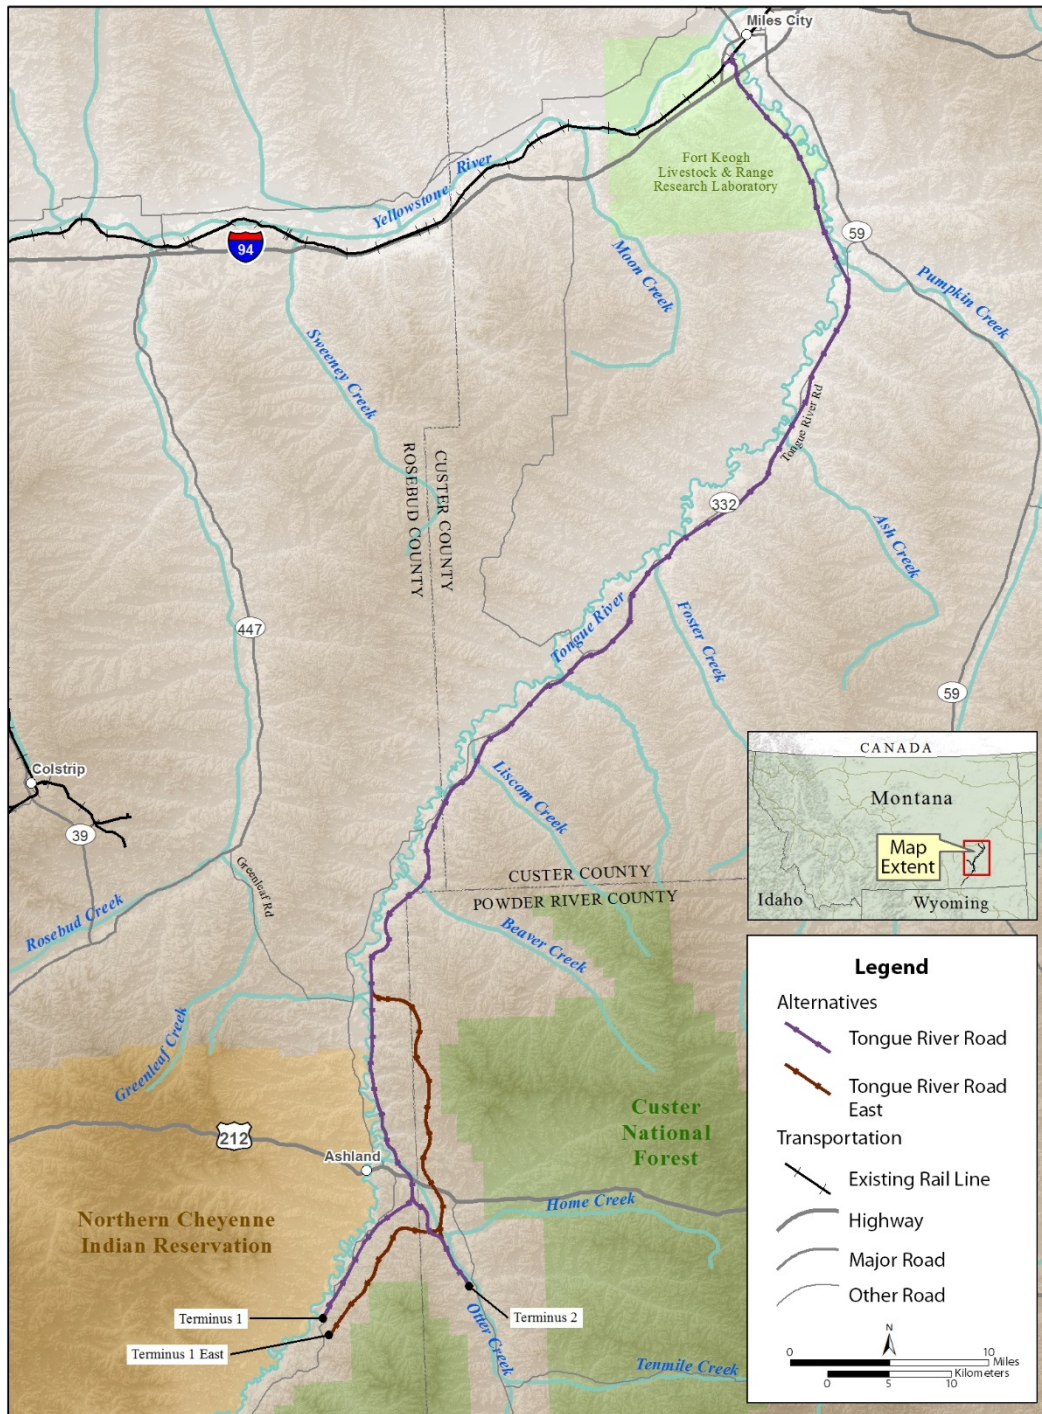 Miles City
Fort Keogh
Livestock & Range
Research Laboratory
Yellowstone River
94
59
Moon Creek
Pumpkin Creek
Sweeney Creek
Tongue River Rd
CUSTER COUNTY
ROSEBUD COUNTY
332
Ash Creek
Tongue River
Foster Creek
447
59
Colstrip
39
Liscom Creek
CANADA
Montana
Map
Extent
Idaho
Wyoming
Greenleaf Rd
CUSTER COUNTY
POWDER RIVER COUNTY
Rosebud Creek
Beaver Creek
Greenleaf Creek
Custer
National
Forest
212
Ashland
Home Creek
Northern Cheyenne
Indian Reservation
Terminus 1
Terminus 2
Terminus 1 East
Otter Creek
Tenmile Creek
Legend
Alternatives
Tongue River Road
Tongue River Road
East
Transportation
Existing Rail Line
Highway
Major Road
Other Road
N
0 10
Miles
Kilometers
0 5 10